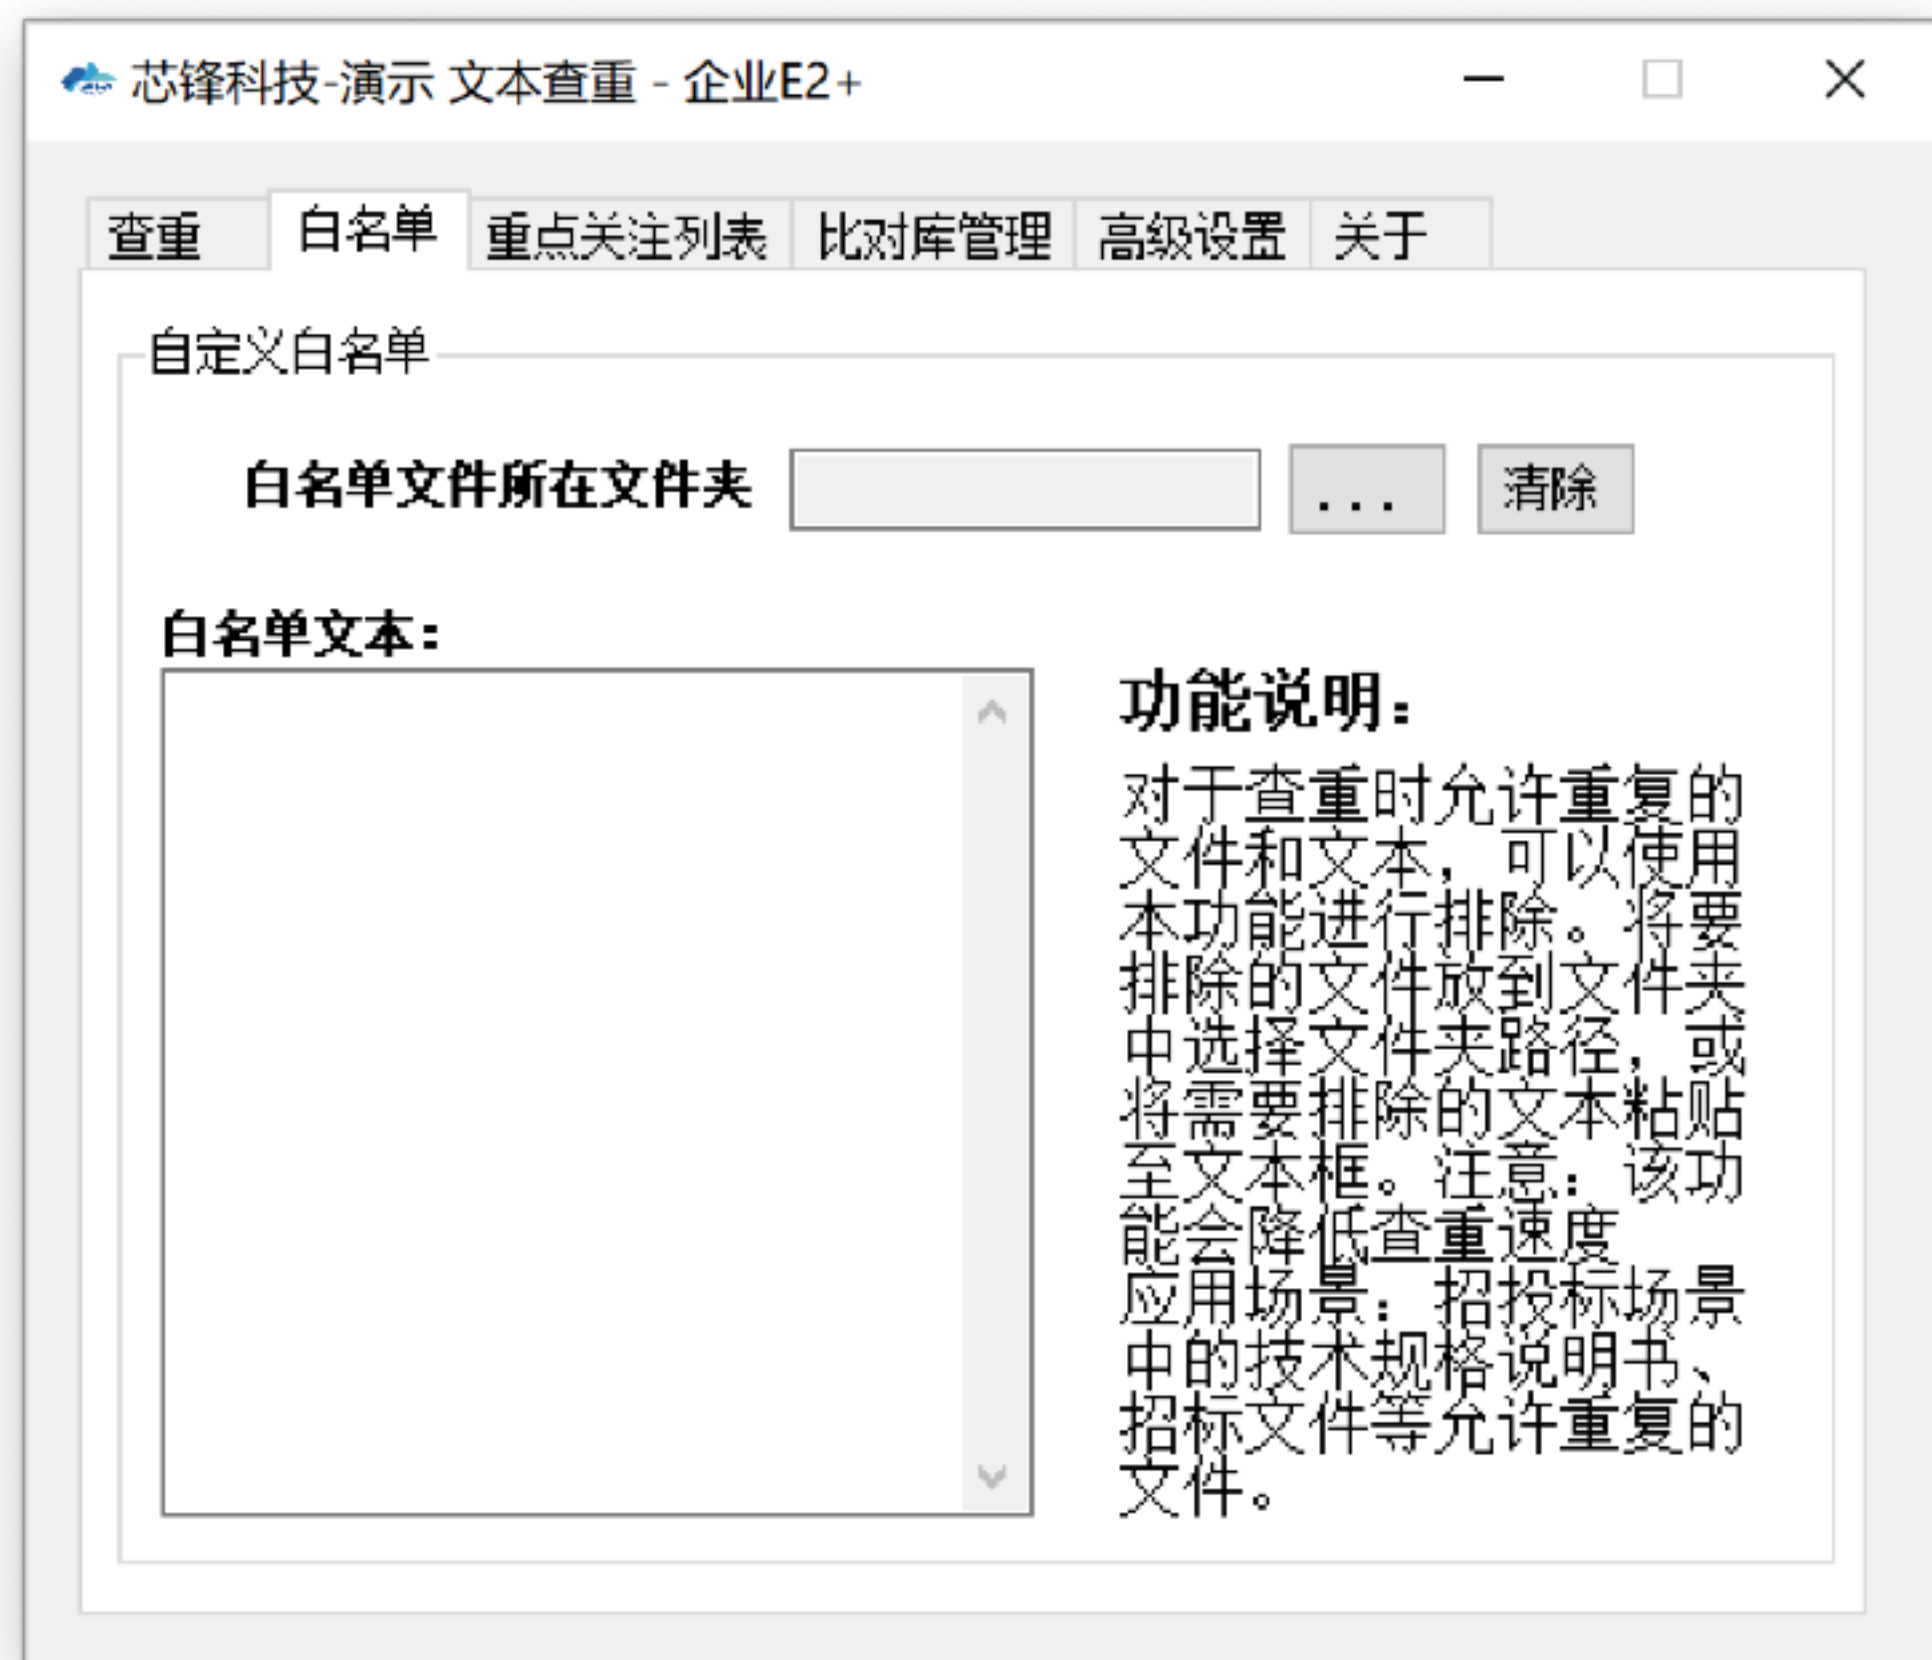 芯锋科技-演示 文本查重 - 企业E2+
查重 白名单 重点关注列表 比对库管理 高级设置 关于
自定义白名单
白名单文件所在文件夹 ... 清除
白名单文本：
功能说明：
对于查重时允许重复的
文件和文本，可以使用
本功能进行排除。将要
排除的文件放到文件夹
中选择文件夹路径，或
将需要排除的文本粘贴
至文本框。注意：该功
能会降低查重速度
应用场景：招投标场景
中的技术规格说明书、
招标文件等允许重复的
文件。